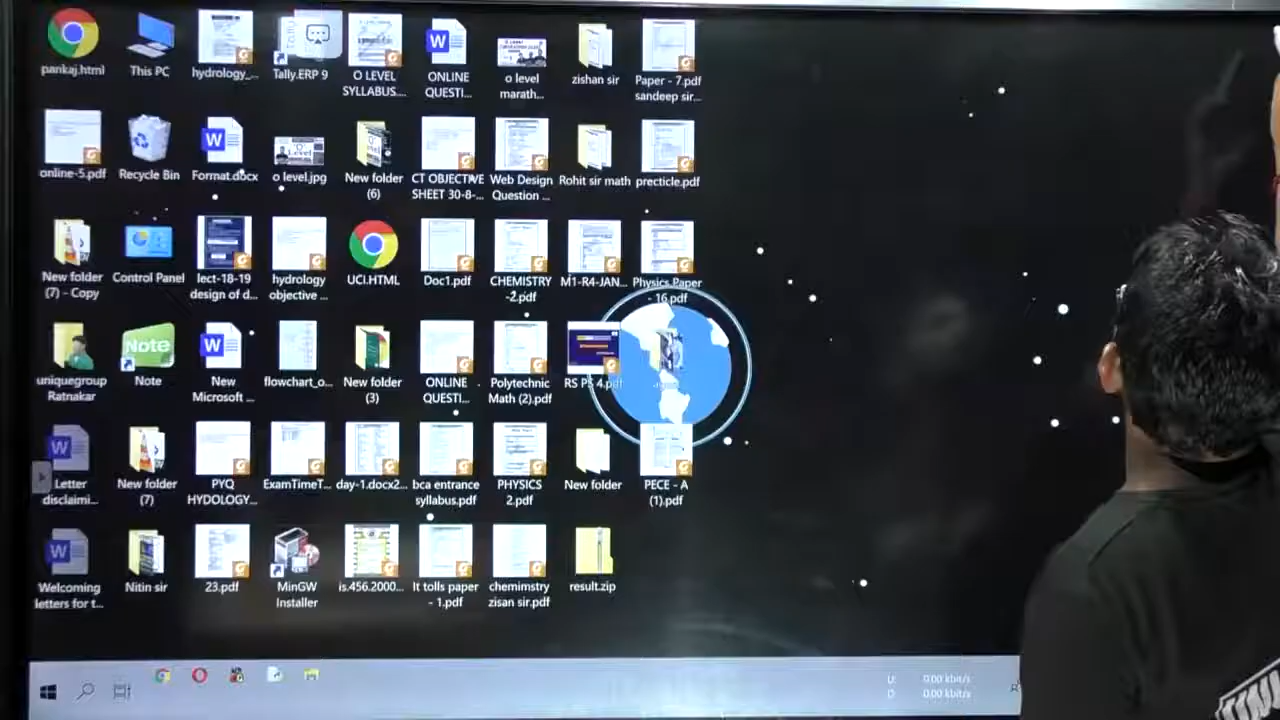 pankaj.html
This PC
hydrology_...
Tally.ERP 9
O LEVEL
SYLLABUS....
ONLINE
QUESTI...
o level
marath...
zishan sir
Paper - 7.pdf
sandeep sir...
online-5.pdf
Recycle Bin
Format.docx
o level.jpg
New folder
(6)
CT OBJECTIVE
SHEET 30-8-...
Web Design
Question ...
Rohit sir math
precticle.pdf
New folder
(7) - Copy
Control Panel
lect-18-19
design of d...
hydrology
objective ...
UCI.HTML
Doc1.pdf
CHEMISTRY
-2.pdf
M1-R4-JAN...
Physics Paper
- 16.pdf
uniquegroup
Ratnakar
Note
Note
New
Microsoft ...
flowchart_o...
New folder
(3)
ONLINE
QUESTI...
Polytechnic
Math (2).pdf
RS PS 4.pdf
Letter
disclaimi...
New folder
(7)
PYQ
HYDOLOGY...
ExamTimeT...
day-1.docx2...
bca entrance
syllabus.pdf
PHYSICS
2.pdf
New folder
PECE - A
(1).pdf
Welcoming
letters for t...
Nitin sir
23.pdf
MinGW
Installer
is.456.2000...
It tolls paper
- 1.pdf
chemimstry
zisan sir.pdf
result.zip
U: 0.00 kbit/s
D: 0.00 kbit/s